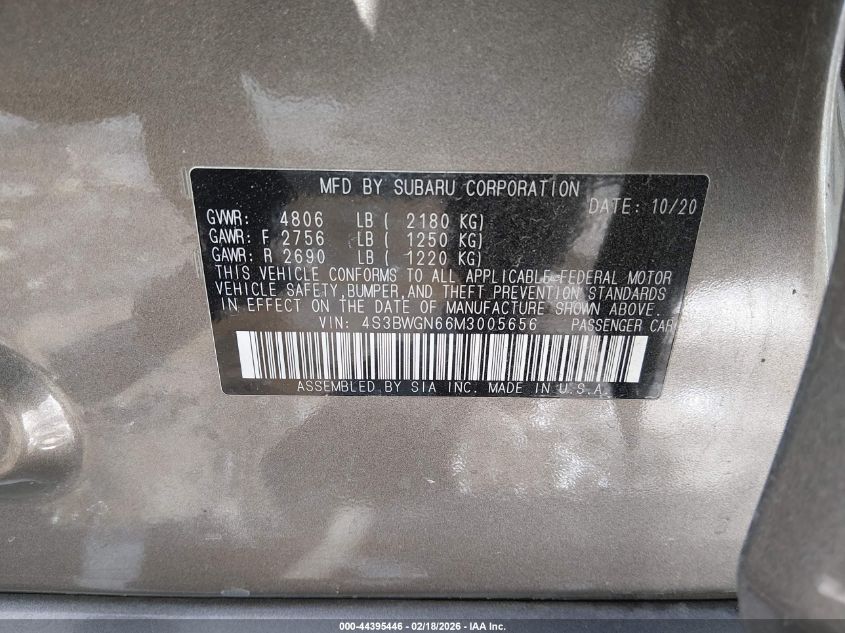 MFD BY SUBARU CORPORATION
DATE: 10/20
GVWR: 4806 LB ( 2180 KG)
GAWR: F 2756 LB ( 1250 KG)
GAWR: R 2690 LB ( 1220 KG)
THIS VEHICLE CONFORMS TO ALL APPLICABLE FEDERAL MOTOR
VEHICLE SAFETY, BUMPER, AND THEFT PREVENTION STANDARDS
IN EFFECT ON THE DATE OF MANUFACTURE SHOWN ABOVE.
VIN: 4S3BWGN66M3005656 PASSENGER CAR
ASSEMBLED BY SIA INC. MADE IN U.S.A.
000-44395446 - 02/18/2026 - IAA Inc.